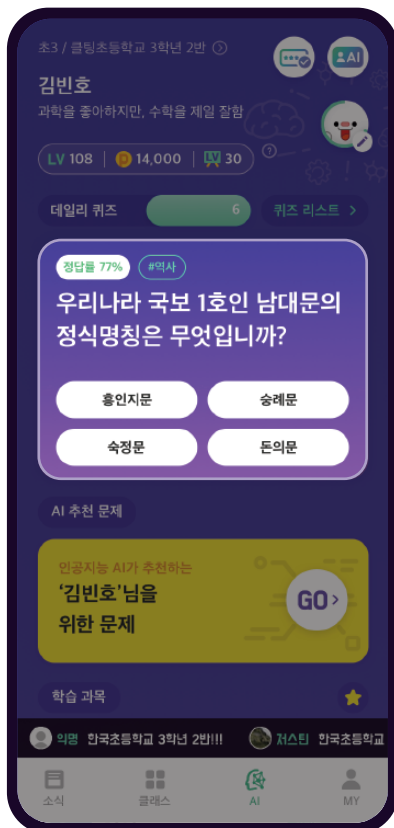 초3 / 클팅초등학교 3학년 2반
AI
김빈호
과학을 좋아하지만, 수학을 제일 잘함
LV 108 | 14,000 | 30
?
데일리 퀴즈 6 퀴즈 리스트 >
정답률 77% #역사
우리나라 국보 1호인 남대문의
정식명칭은 무엇입니까?
흥인지문 숭례문
숙정문 돈의문
AI 추천 문제
인공지능 AI가 추천하는
'김빈호'님을
위한 문제
GO >
학습 과목
익명 한국초등학교 3학년 2반!!! 저스틴 한국초등학교
소식 클래스 AI MY